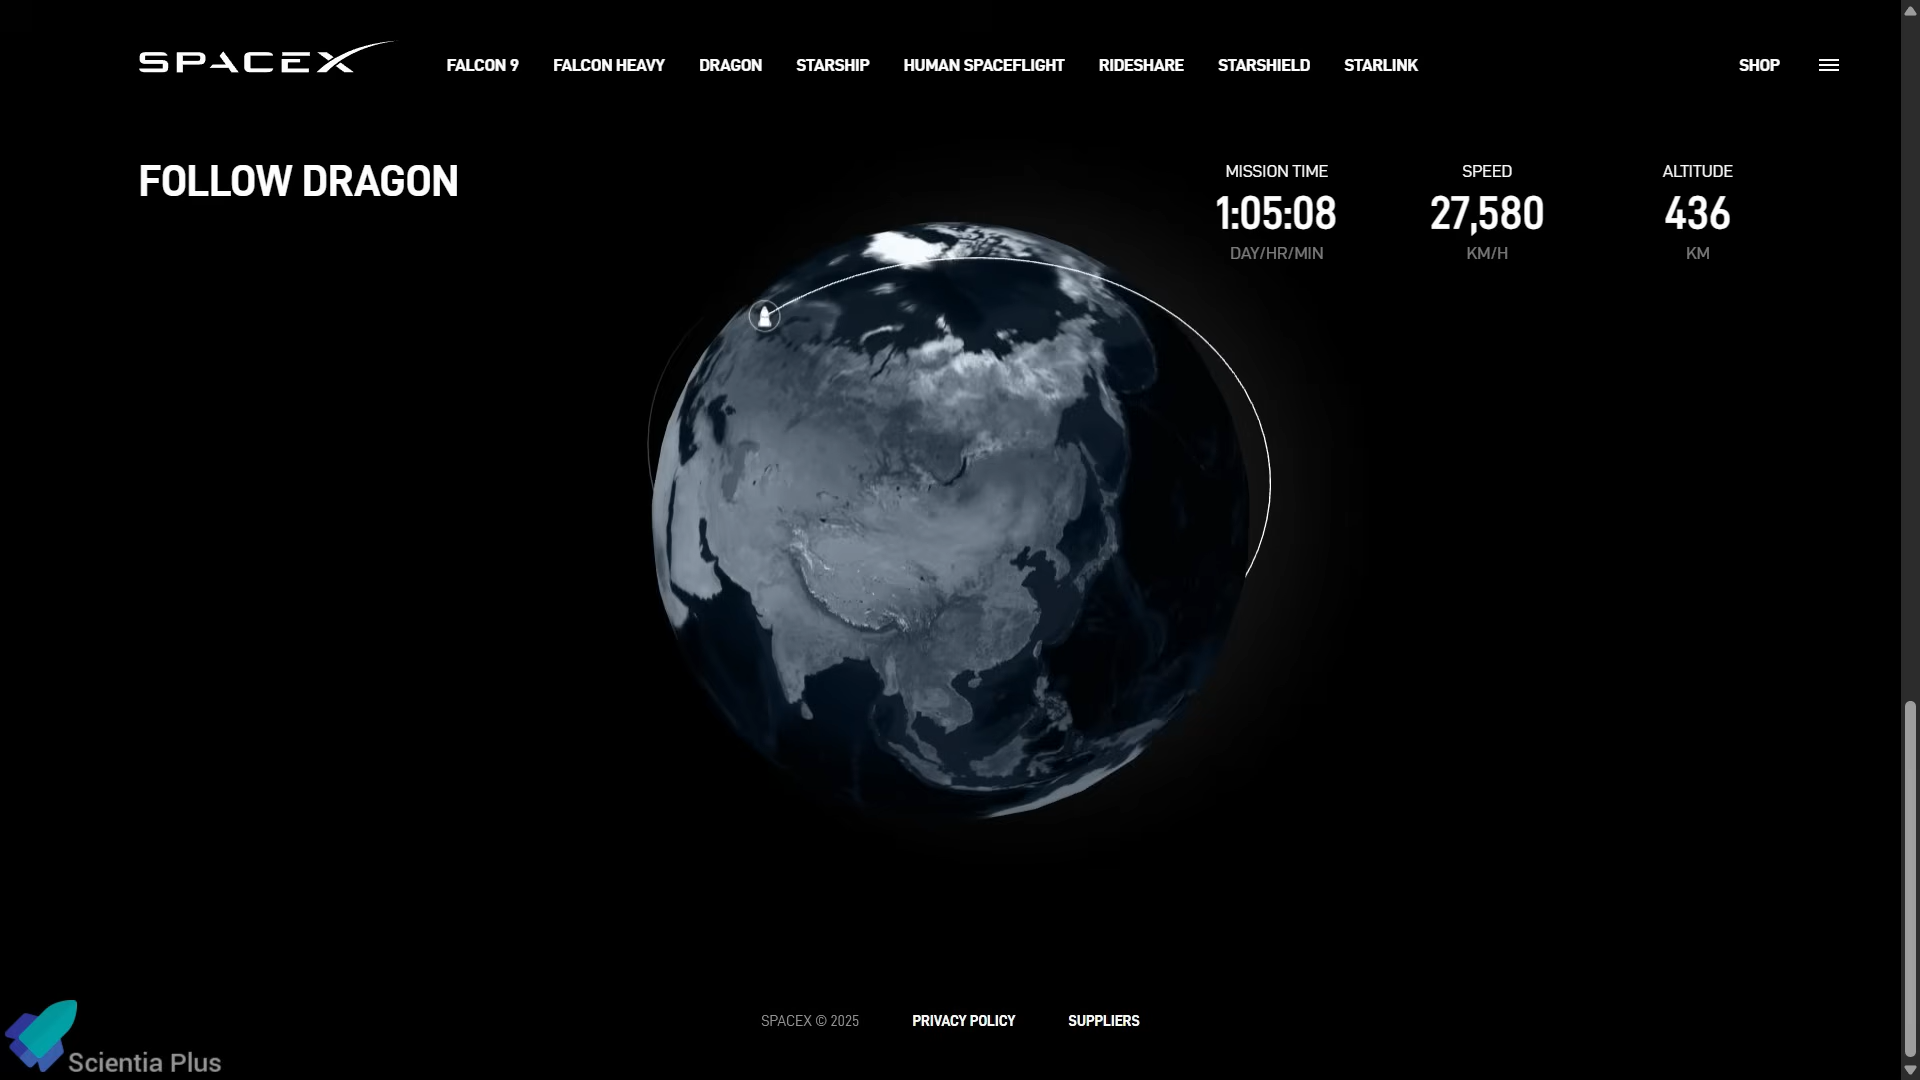 SPACEX
FALCON 9 FALCON HEAVY DRAGON STARSHIP HUMAN SPACEFLIGHT RIDESHARE STARSHIELD STARLINK SHOP
FOLLOW DRAGON
MISSION TIME SPEED ALTITUDE
1:05:08 27,580 436
DAY/HR/MIN KM/H KM
SPACEX © 2025 PRIVACY POLICY SUPPLIERS
Scientia Plus